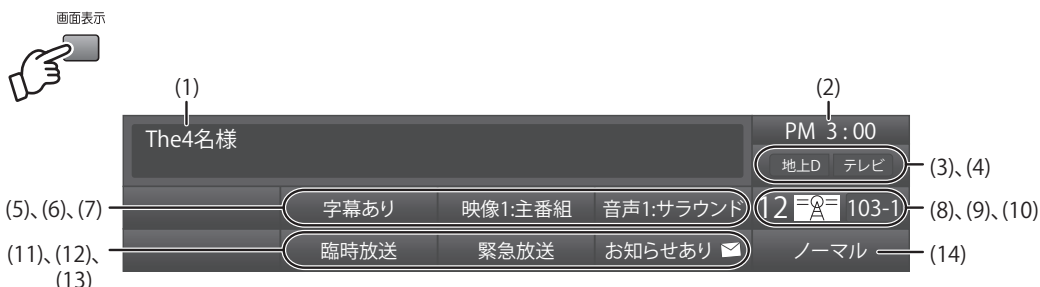 画面表示
(1)
(2)
The4名様
PM 3:00
地上D テレビ
(3)、(4)
(5)、(6)、(7)
字幕あり 映像1:主番組 音声1:サラウンド
12 103-1
(8)、(9)、(10)
(11)、(12)、
(13)
臨時放送 緊急放送 お知らせあり
ノーマル
(14)